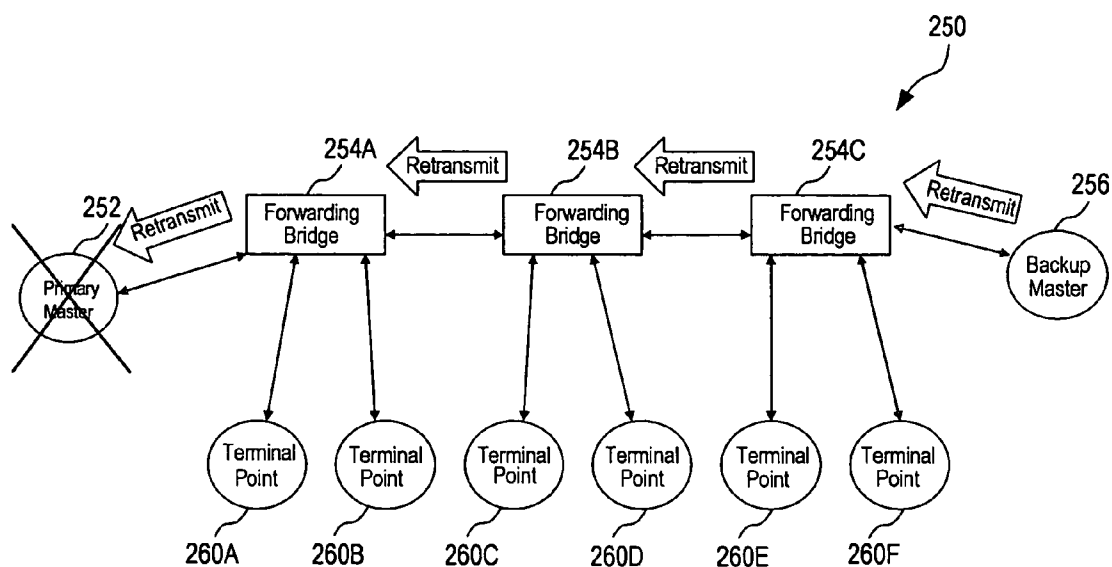 250
254A
Retransmit
254B
Retransmit
254C
Retransmit
256
252
Retransmit
Forwarding
Bridge
Forwarding
Bridge
Forwarding
Bridge
Primary
Master
Backup
Master
Terminal
Point
Terminal
Point
Terminal
Point
Terminal
Point
Terminal
Point
Terminal
Point
260A
260B
260C
260D
260E
260F